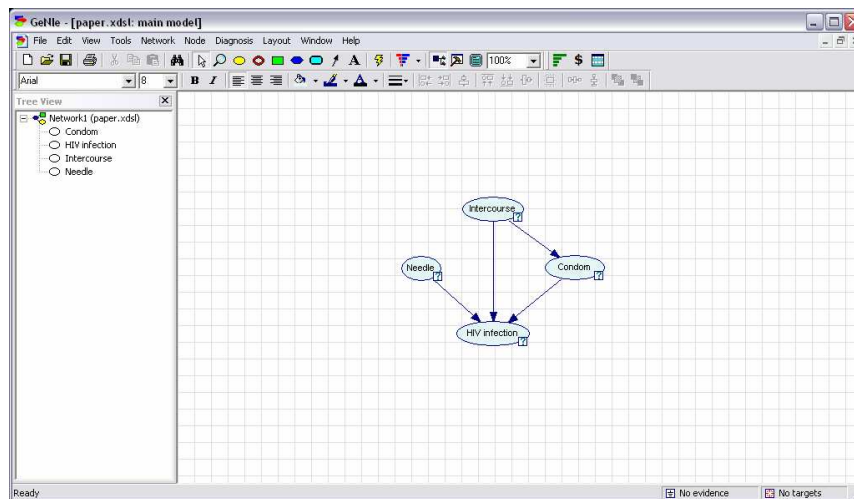 GeNIe - [paper.xdsl: main model]
File Edit View Tools Network Node Diagnosis Layout Window Help
A 100% $
Arial 8 B I A
Tree View
Network1 (paper.xdsl)
Condom
HIV infection
Intercourse
Needle
Intercourse
?
Needle
?
Condom
?
HIV infection
?
Ready No evidence No targets